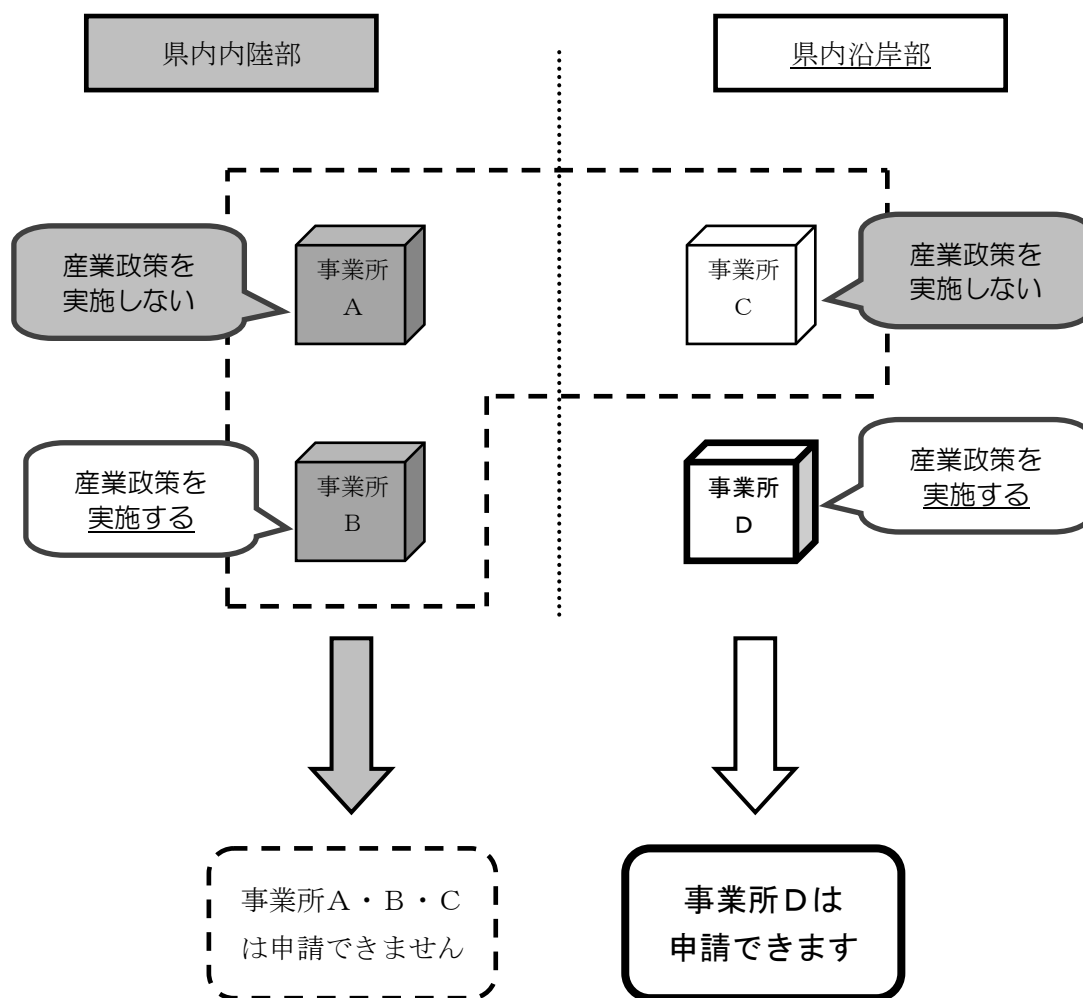 県内内陸部
県内沿岸部
産業政策を
実施しない
事業所
A
事業所
C
産業政策を
実施しない
産業政策を
実施する
事業所
B
事業所
D
産業政策を
実施する
事業所A・B・C
は申請できません
事業所Dは
申請できます